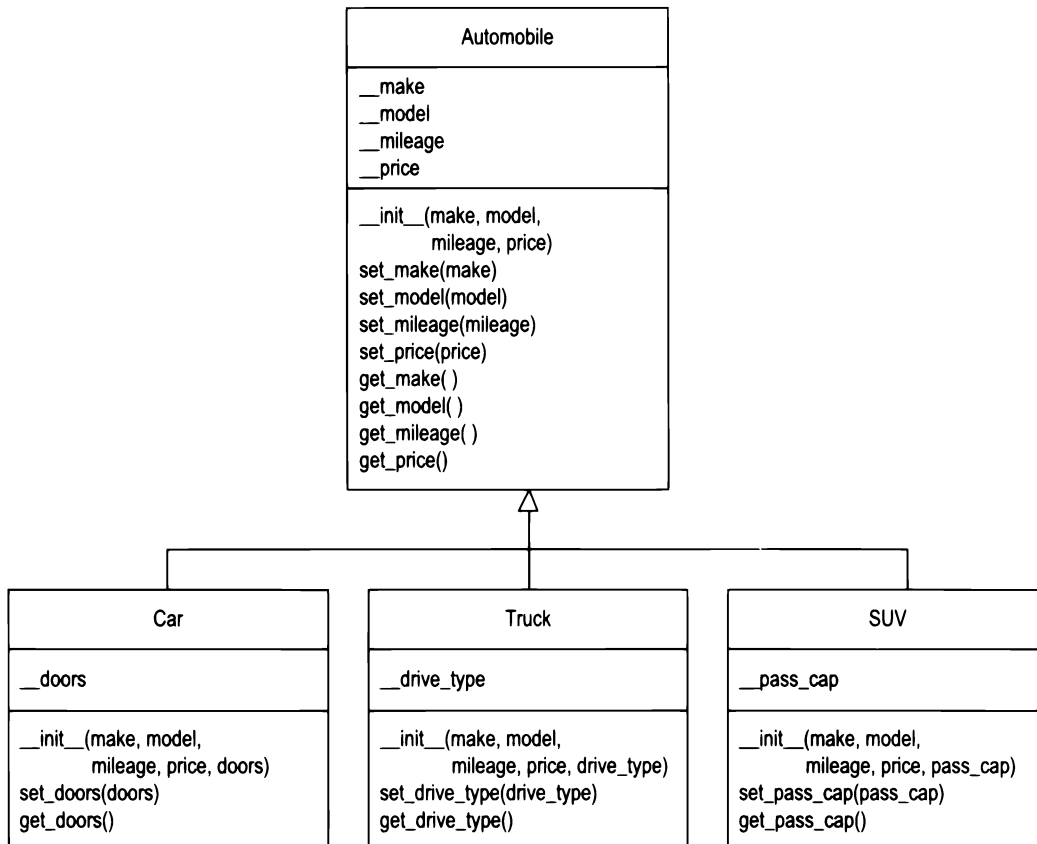 Automobile
__make
__model
__mileage
__price
__init__(make, model,
mileage, price)
set_make(make)
set_model(model)
set_mileage(mileage)
set_price(price)
get_make( )
get_model( )
get_mileage( )
get_price()
Car
__doors
__init__(make, model,
mileage, price, doors)
set_doors(doors)
get_doors()
Truck
__drive_type
__init__(make, model,
mileage, price, drive_type)
set_drive_type(drive_type)
get_drive_type()
SUV
__pass_cap
__init__(make, model,
mileage, price, pass_cap)
set_pass_cap(pass_cap)
get_pass_cap()